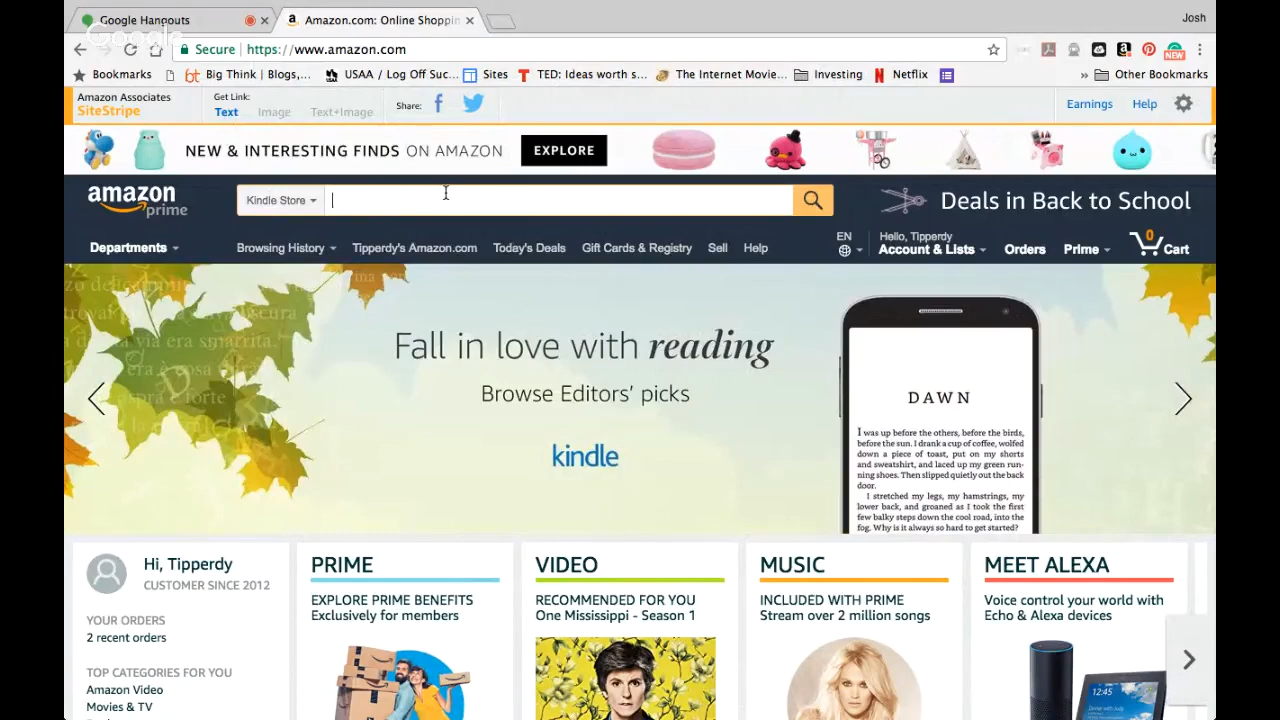 Google Hangouts
Amazon.com: Online Shoppin
Josh
Google
Secure
https://www.amazon.com
NEW
Bookmarks
Big Think | Blogs,...
USAA / Log Off Suc...
Sites
TED: Ideas worth s...
The Internet Movie...
Investing
Netflix
»
Other Bookmarks
Amazon Associates
SiteStripe
Get Link:
Text
Image
Text+Image
Share:
Earnings
Help
NEW & INTERESTING FINDS ON AMAZON
EXPLORE
amazon
prime
Kindle Store
Deals in Back to School
Departments
Browsing History
Tipperdy's Amazon.com
Today's Deals
Gift Cards & Registry
Sell
Help
EN
Hello, Tipperdy
Account & Lists
Orders
Prime
0
Cart
Fall in love with reading
Browse Editors' picks
kindle
DAWN
I was up before the others, before the birds,
before the sun. I drank a cup of coffee, wolfed
down a piece of toast, put on my shorts
and sweatshirt, and laced up my green run-
ning shoes. Then slipped quietly out the back
door.
I stretched my legs, my hamstrings, my
lower back, and groaned as I took the first
few balky steps down the cool road, into the
fog. Why is it always so hard to get started?
Hi, Tipperdy
CUSTOMER SINCE 2012
YOUR ORDERS
2 recent orders
TOP CATEGORIES FOR YOU
Amazon Video
Movies & TV
PRIME
EXPLORE PRIME BENEFITS
Exclusively for members
VIDEO
RECOMMENDED FOR YOU
One Mississippi - Season 1
MUSIC
INCLUDED WITH PRIME
Stream over 2 million songs
MEET ALEXA
Voice control your world with
Echo & Alexa devices
12:45